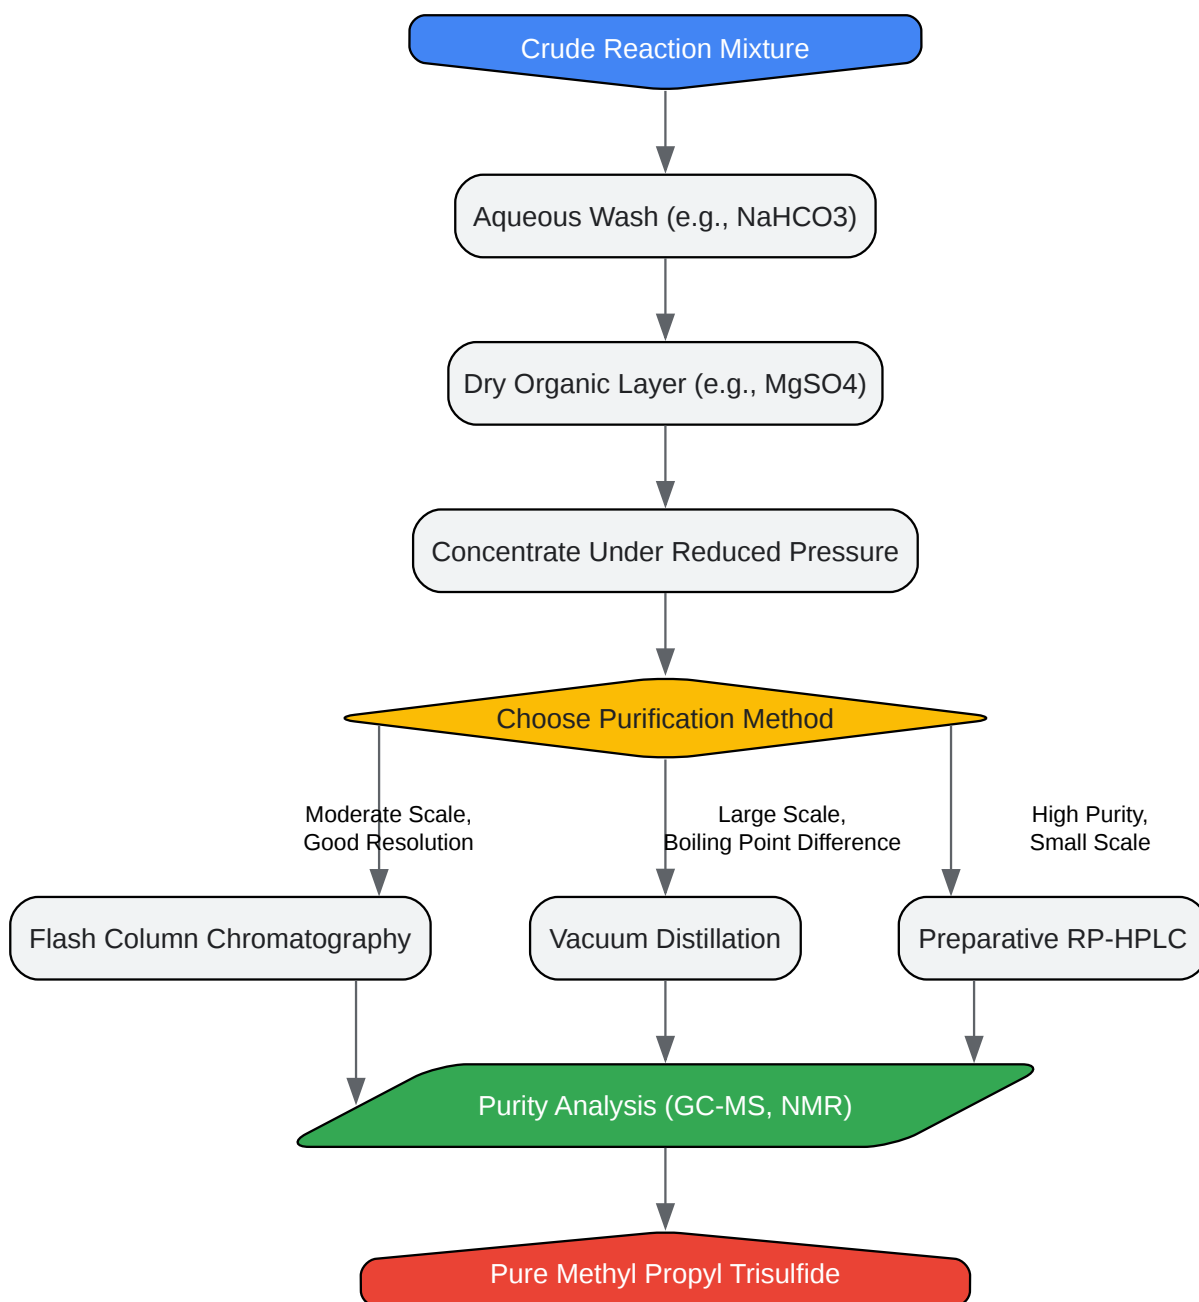 Crude Reaction Mixture
Aqueous Wash (e.g., NaHCO3)
Dry Organic Layer (e.g., MgSO4)
Concentrate Under Reduced Pressure
Choose Purification Method
Moderate Scale,
Good Resolution
Large Scale,
Boiling Point Difference
High Purity,
Small Scale
Flash Column Chromatography
Vacuum Distillation
Preparative RP-HPLC
Purity Analysis (GC-MS, NMR)
Pure Methyl Propyl Trisulfide